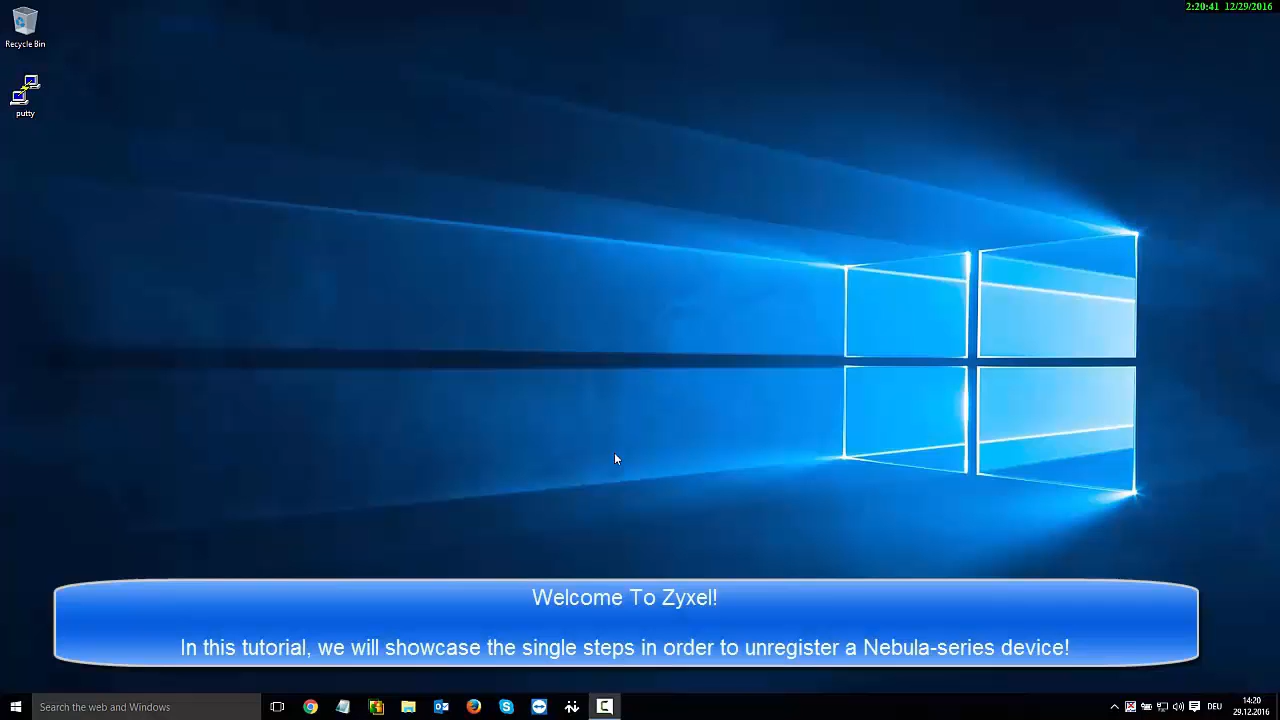 2:20:41 12/29/2016
Recycle Bin
putty
Welcome To Zyxel!
In this tutorial, we will showcase the single steps in order to unregister a Nebula-series device!
Search the web and Windows
DEU
14:20
29.12.2016